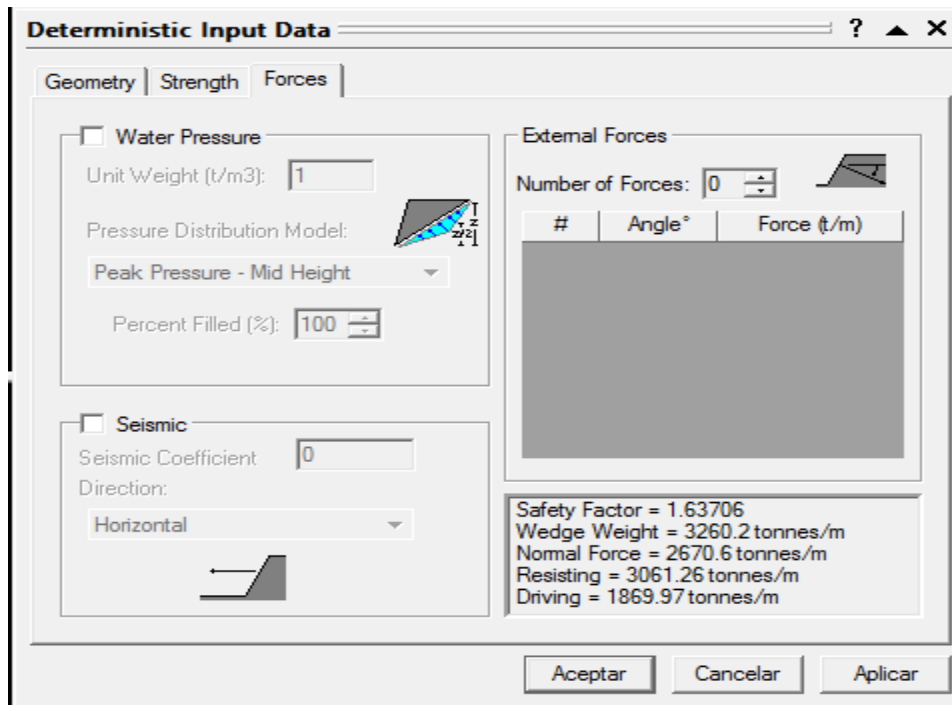 Deterministic Input Data ?
Geometry Strength Forces
Water Pressure
Unit Weight (t/m3): 1
Pressure Distribution Model:
Peak Pressure - Mid Height
Percent Filled (%): 100
Seismic
Seismic Coefficient 0
Direction:
Horizontal
External Forces
Number of Forces: 0
# Angle° Force (t/m)
Safety Factor = 1.63706
Wedge Weight = 3260.2 tonnes/m
Normal Force = 2670.6 tonnes/m
Resisting = 3061.26 tonnes/m
Driving = 1869.97 tonnes/m
Aceptar Cancelar Aplicar